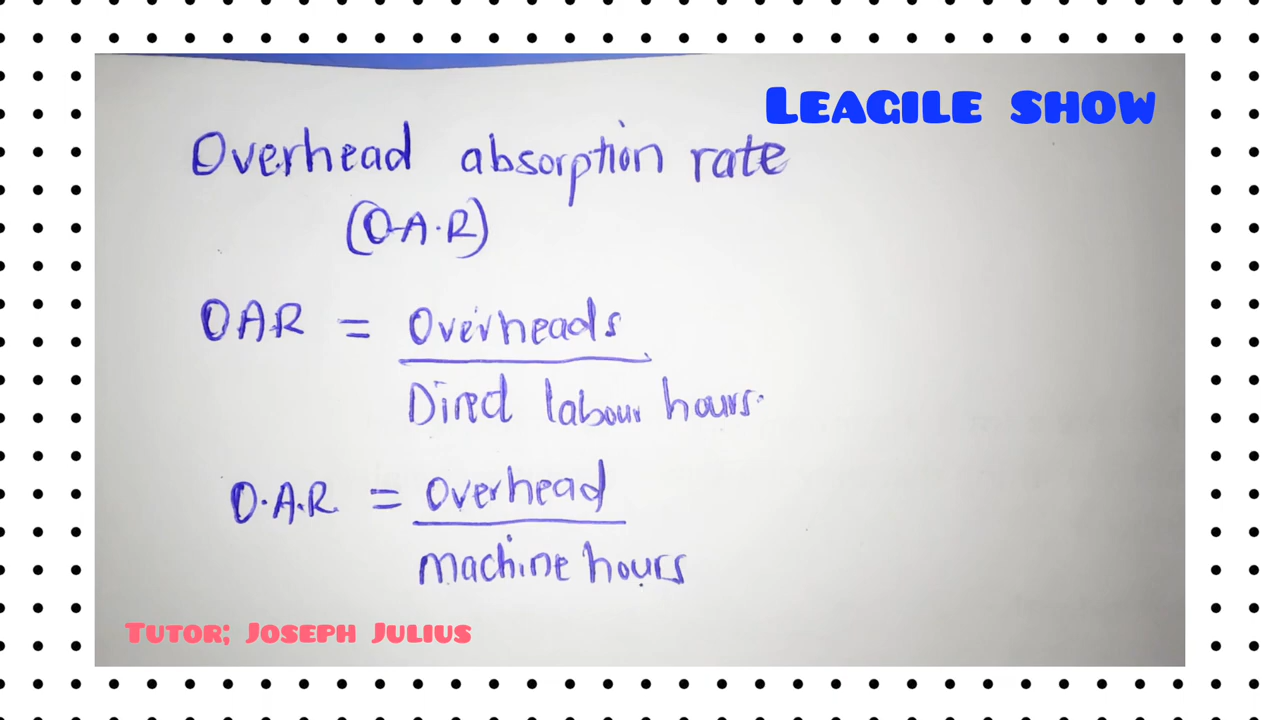 LEAGILE SHOW
Overhead absorption rate
(O.A.R)
OAR = Overheads
Direct labour hours.
O.A.R. = Overhead
machine hours
TUTOR; JOSEPH JULIUS